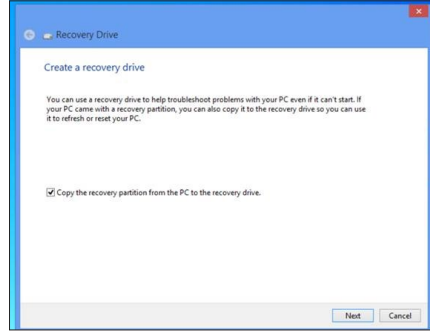 Recovery Drive
Create a recovery drive
You can use a recovery drive to help troubleshoot problems with your PC even if it can't start. If
your PC came with a recovery partition, you can also copy it to the recovery drive so you can use
it to refresh or reset your PC.
Copy the recovery partition from the PC to the recovery drive.
Next Cancel